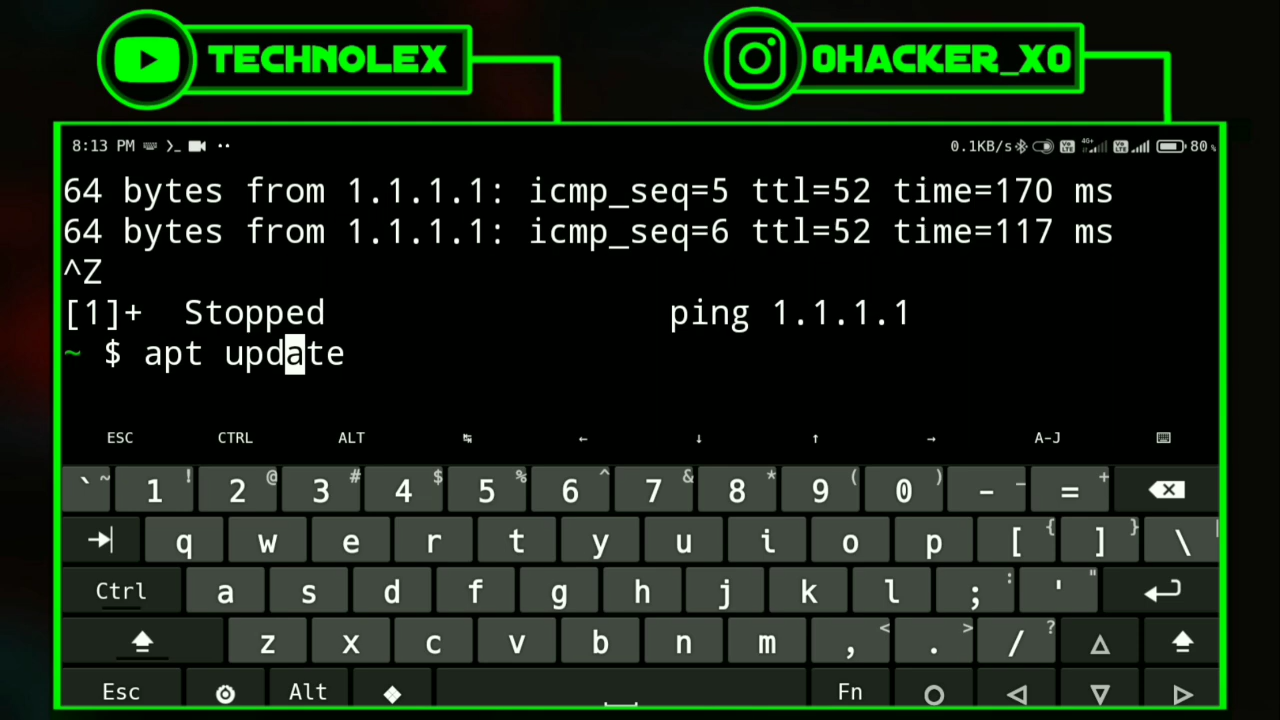 TECHNOLEX
0HACKER_X0
8:13 PM
0.1KB/s 4G+ 80%
64 bytes from 1.1.1.1: icmp_seq=5 ttl=52 time=170 ms
64 bytes from 1.1.1.1: icmp_seq=6 ttl=52 time=117 ms
^Z
[1]+ Stopped ping 1.1.1.1
~ $ apt update
ESC CTRL ALT ↹ ← ↓ ↑ → A-J
` ~ 1 ! 2 @ 3 # 4 $ 5 % 6 ^ 7 & 8 * 9 ( 0 ) - _ = +
q w e r t y u i o p [ { ] } \ |
Ctrl a s d f g h j k l ; : ' "
z x c v b n m , < . > / ?
Esc Alt Fn